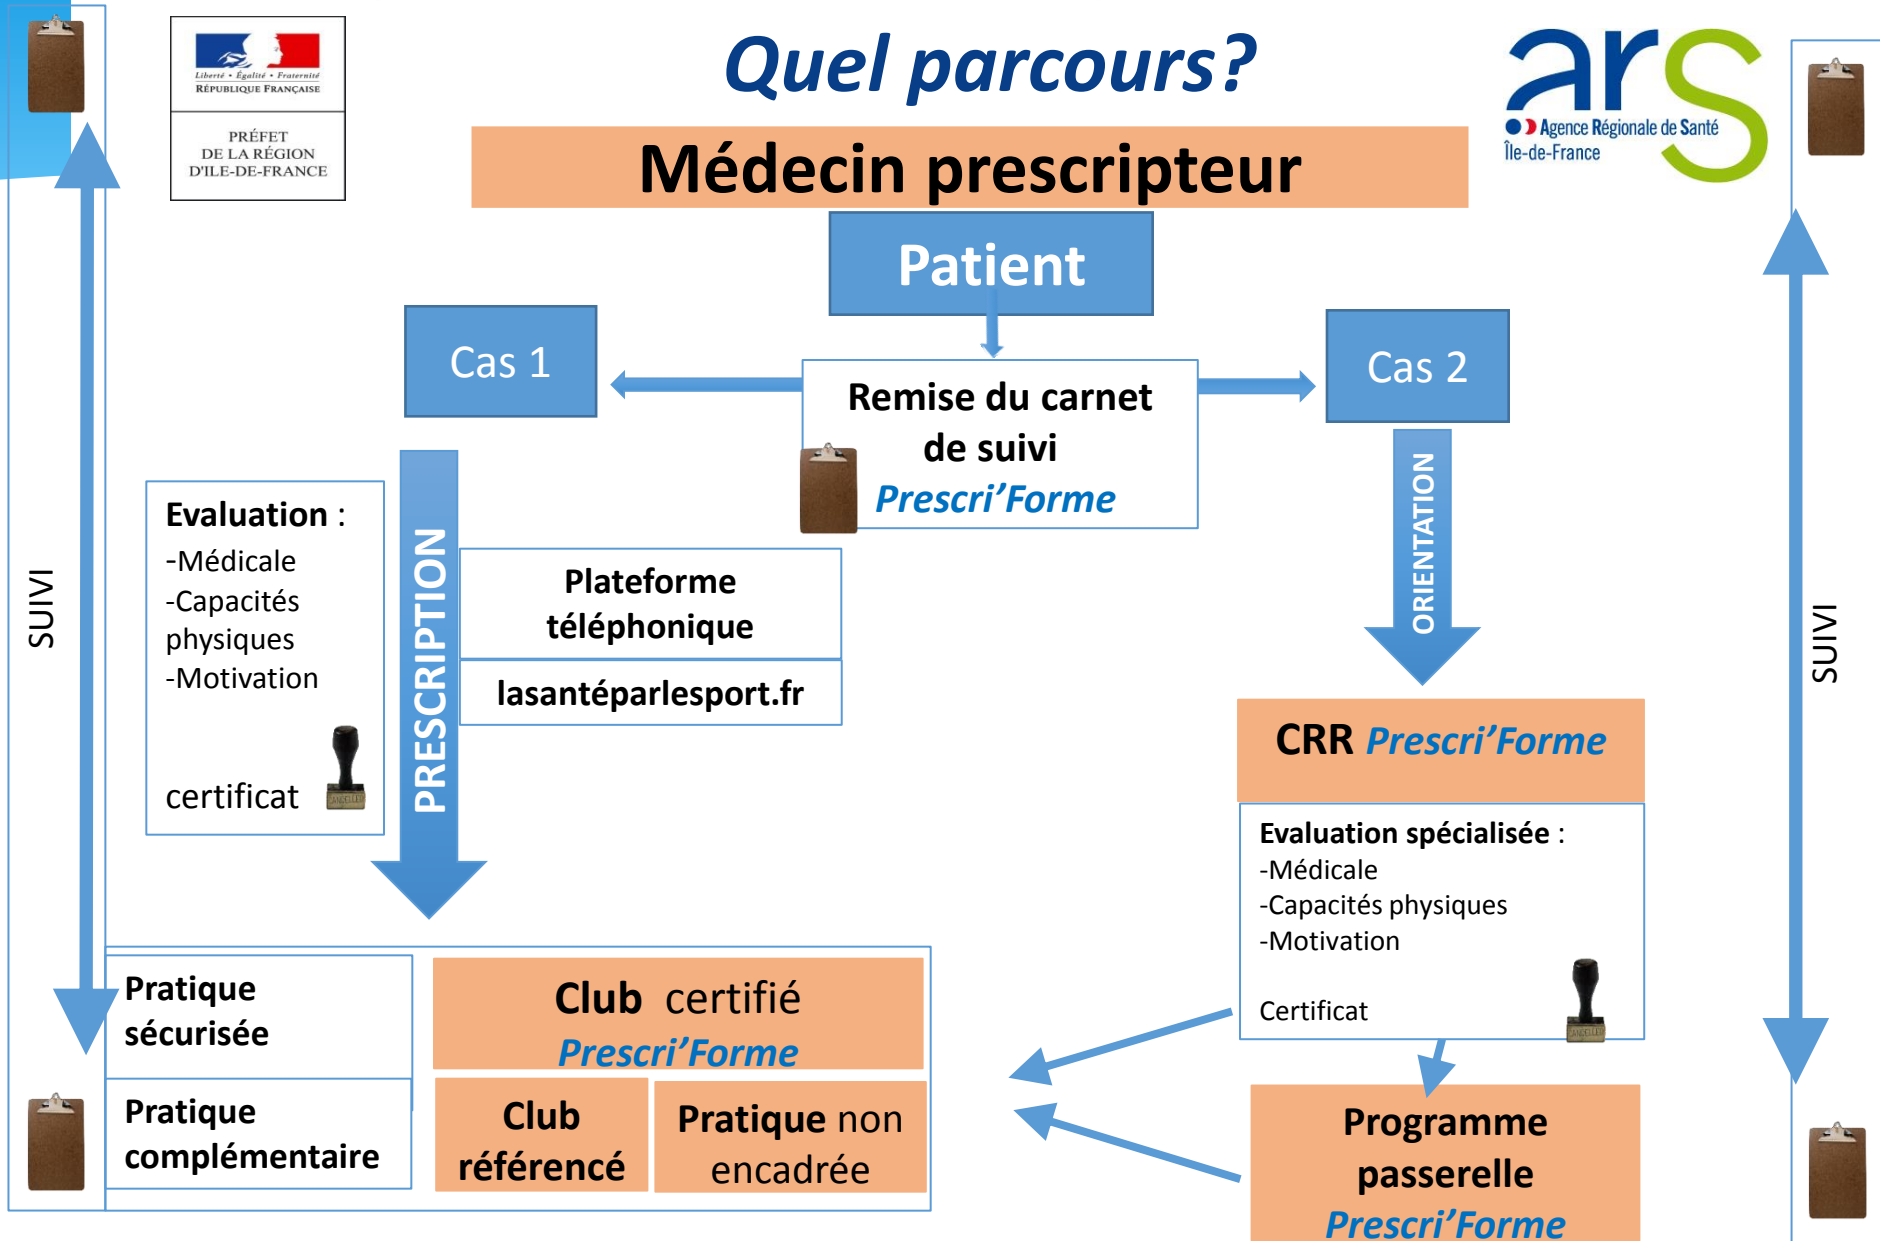 Quel parcours?
Liberté • Égalité • Fraternité
RÉPUBLIQUE FRANÇAISE
PRÉFET
DE LA RÉGION
D'ILE-DE-FRANCE
ars
Agence Régionale de Santé
Île-de-France
Médecin prescripteur
Patient
Cas 1
Cas 2
Remise du carnet
de suivi
Prescri'Forme
SUIVI
Evaluation :
-Médicale
-Capacités
physiques
-Motivation
certificat
PRESCRIPTION
Plateforme
téléphonique
lasantéparlesport.fr
ORIENTATION
SUIVI
CRR Prescri'Forme
Evaluation spécialisée :
-Médicale
-Capacités physiques
-Motivation
Certificat
Pratique
sécurisée
Club certifié
Prescri'Forme
Pratique
complémentaire
Club
référencé
Pratique non
encadrée
Programme
passerelle
Prescri'Forme